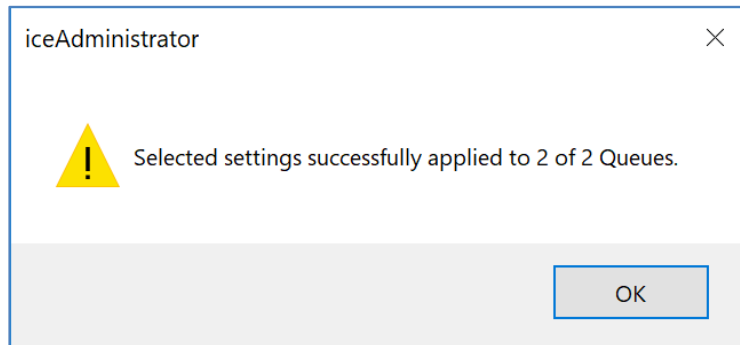 iceAdministrator
Selected settings successfully applied to 2 of 2 Queues.
OK